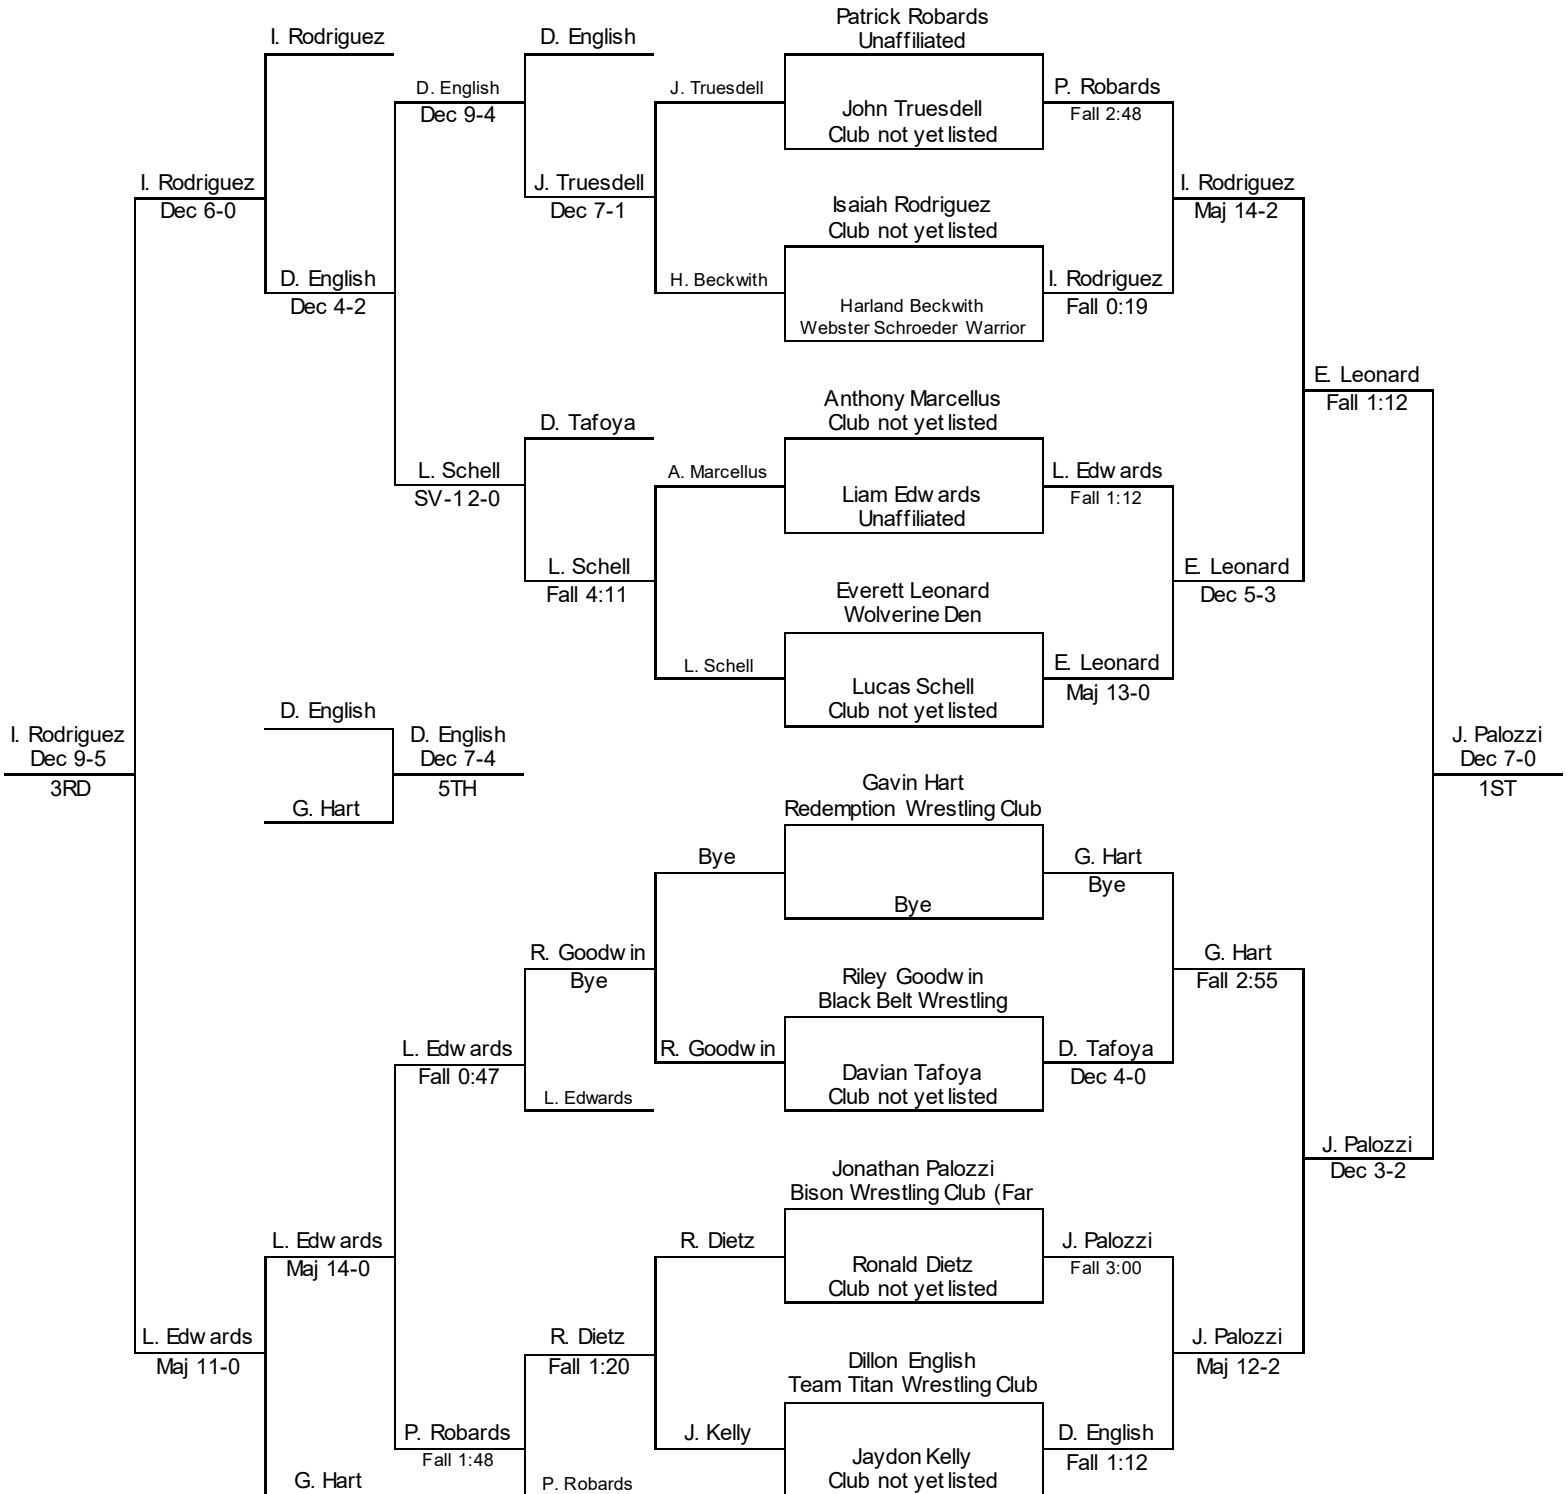 Patrick Robards
Unaffiliated
I. Rodriguez
D. English
D. English
Dec 9-4
J. Truesdell
John Truesdell
Club not yet listed
P. Robards
Fall 2:48
I. Rodriguez
Dec 6-0
J. Truesdell
Dec 7-1
Isaiah Rodriguez
Club not yet listed
I. Rodriguez
Maj 14-2
D. English
Dec 4-2
H. Beckwith
Harland Beckwith
Webster Schroeder Warrior
I. Rodriguez
Fall 0:19
E. Leonard
Fall 1:12
Anthony Marcellus
Club not yet listed
D. Tafoya
L. Schell
SV-1 2-0
A. Marcellus
Liam Edwards
Unaffiliated
L. Edwards
Fall 1:12
L. Schell
Fall 4:11
Everett Leonard
Wolverine Den
E. Leonard
Dec 5-3
L. Schell
Lucas Schell
Club not yet listed
E. Leonard
Maj 13-0
D. English
I. Rodriguez
Dec 9-5
3RD
D. English
Dec 7-4
5TH
G. Hart
J. Palozzi
Dec 7-0
1ST
Gavin Hart
Redemption Wrestling Club
Bye
Bye
G. Hart
Bye
R. Goodwin
Bye
Riley Goodwin
Black Belt Wrestling
G. Hart
Fall 2:55
L. Edwards
Fall 0:47
R. Goodwin
Davian Tafoya
Club not yet listed
D. Tafoya
Dec 4-0
L. Edwards
J. Palozzi
Dec 3-2
Jonathan Palozzi
Bison Wrestling Club (Far
L. Edwards
Maj 14-0
R. Dietz
Ronald Dietz
Club not yet listed
J. Palozzi
Fall 3:00
L. Edwards
Maj 11-0
R. Dietz
Fall 1:20
Dillon English
Team Titan Wrestling Club
J. Palozzi
Maj 12-2
P. Robards
Fall 1:48
J. Kelly
Jaydon Kelly
Club not yet listed
D. English
Fall 1:12
G. Hart
P. Robards